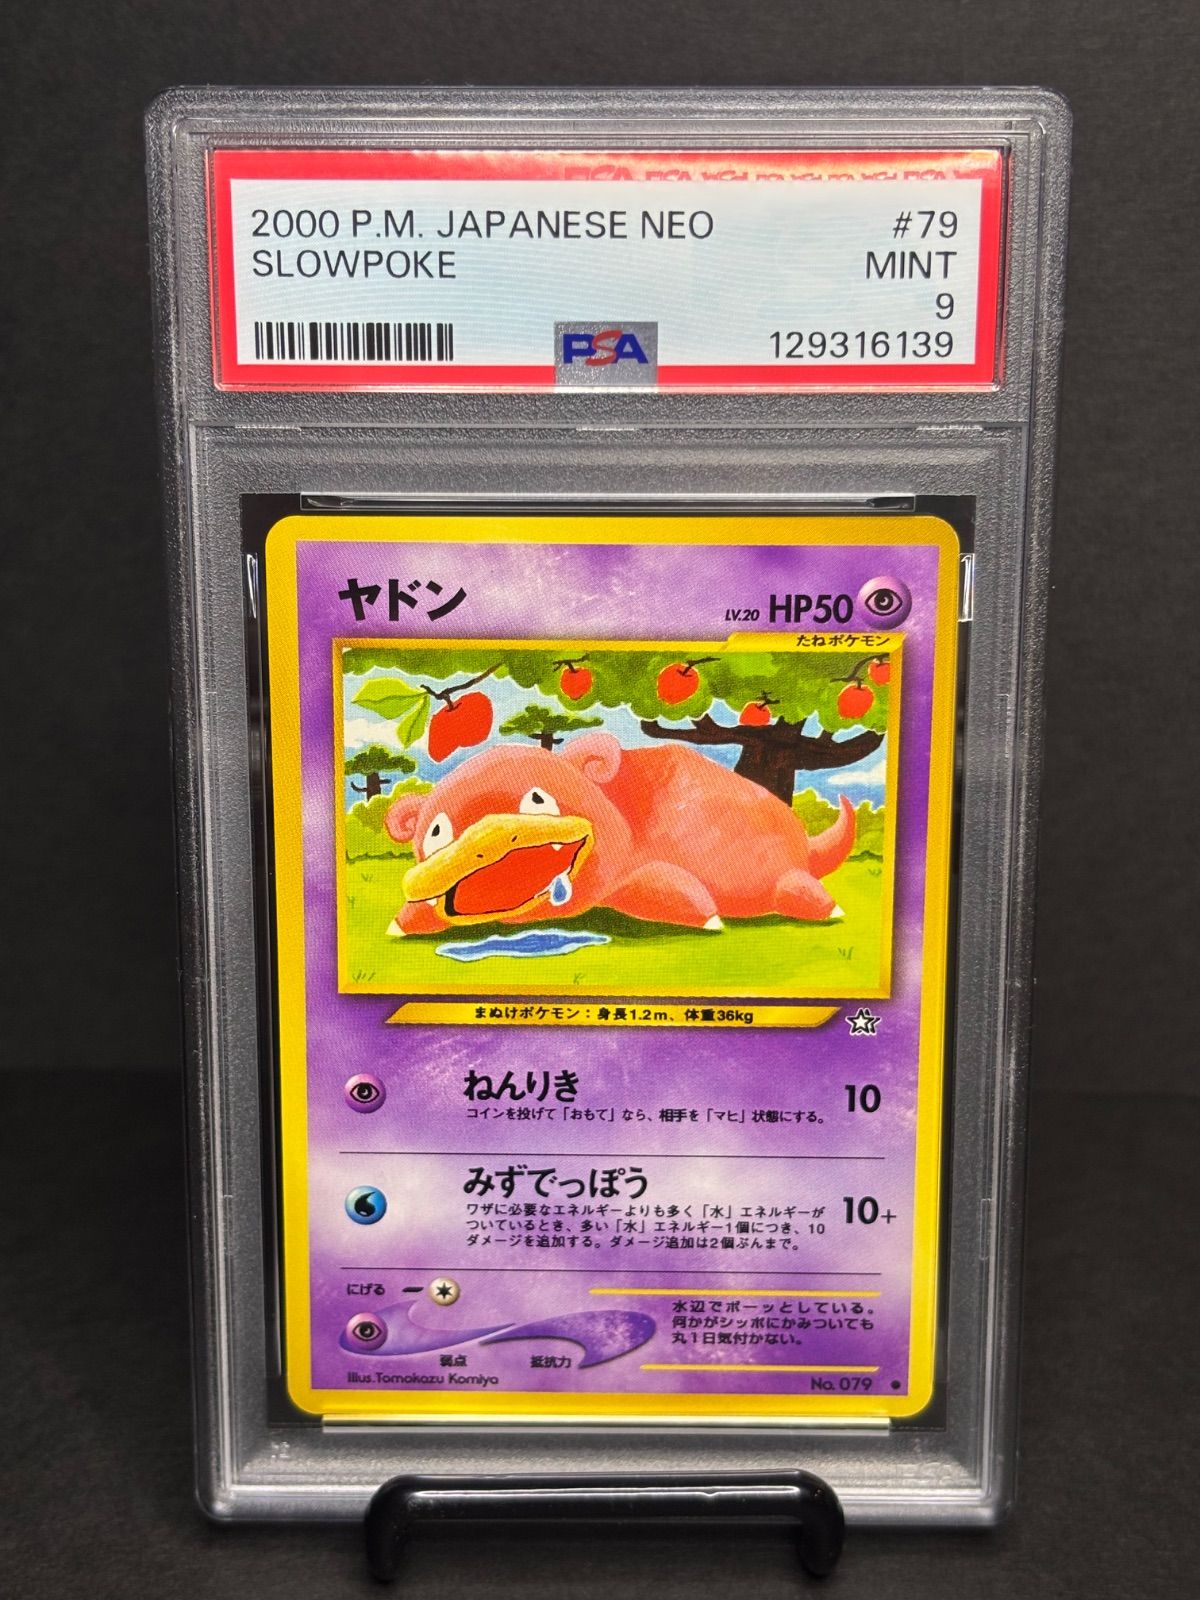 2000 P.M. JAPANESE NEO #79
SLOWPOKE MINT
9
PSA 129316139
ヤドン LV.20 HP50
たねポケモン
まぬけポケモン:身長1.2m、体重36kg
ねんりき 10
コインを投げて「おもて」なら、相手を「マヒ」状態にする。
みずでっぽう 10+
ワザに必要なエネルギーよりも多く「水」エネルギーが
ついているとき、多い「水」エネルギー1個につき、10
ダメージを追加する。ダメージ追加は2個ぶんまで。
にげる
水辺でボーッとしている。
何かがシッポにかみついても
丸1日気付かない。
弱点 抵抗力
Illus.Tomokazu Komiya No. 079